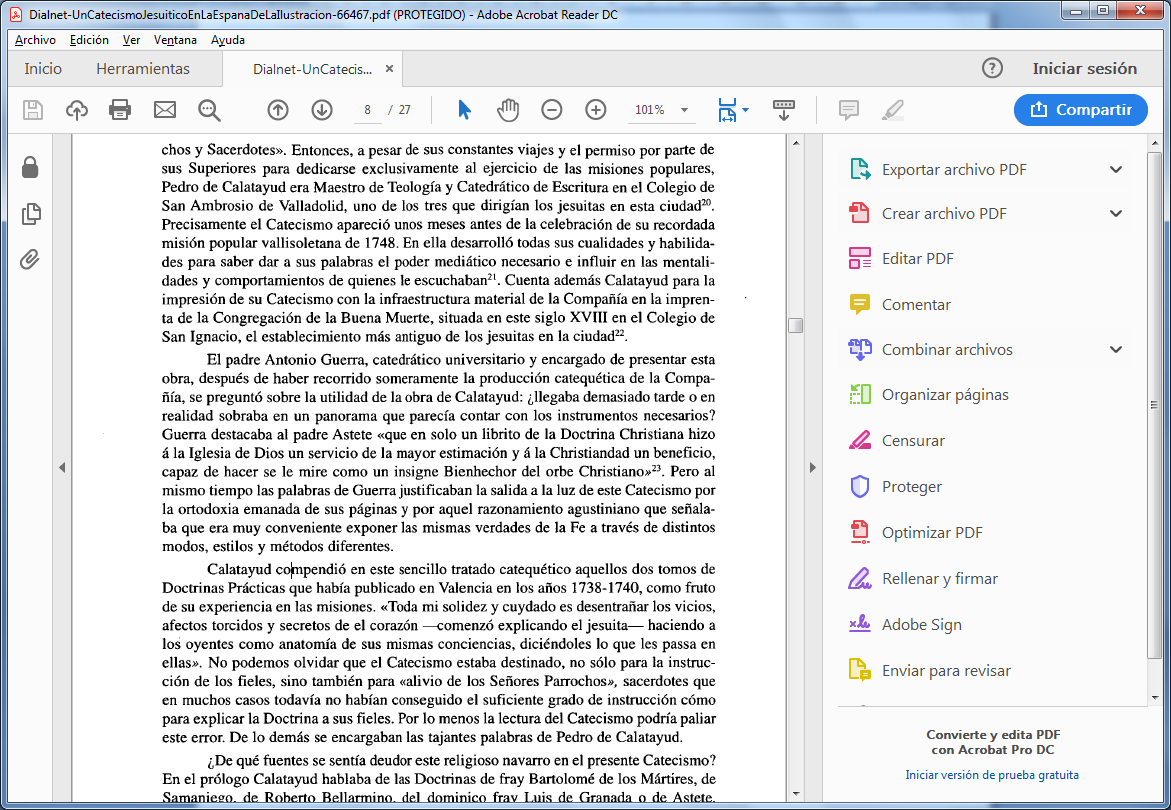 Dialnet-UnCatecismoJesuiticoEnLaEspanaDeLaIlustracion-66467.pdf (PROTEGIDO) - Adobe Acrobat Reader DC
Archivo Edición Ver Ventana Ayuda
Inicio Herramientas Dialnet-UnCatecis... × ? Iniciar sesión
8 / 27 101% Compartir
chos y Sacerdotes». Entonces, a pesar de sus constantes viajes y el permiso por parte de
sus Superiores para dedicarse exclusivamente al ejercicio de las misiones populares,
Pedro de Calatayud era Maestro de Teología y Catedrático de Escritura en el Colegio de
San Ambrosio de Valladolid, uno de los tres que dirigían los jesuitas en esta ciudad²⁰.
Precisamente el Catecismo apareció unos meses antes de la celebración de su recordada
misión popular vallisoletana de 1748. En ella desarrolló todas sus cualidades y habilida-
des para saber dar a sus palabras el poder mediático necesario e influir en las mentali-
dades y comportamientos de quienes le escuchaban²¹. Cuenta además Calatayud para la
impresión de su Catecismo con la infraestructura material de la Compañía en la impren-
ta de la Congregación de la Buena Muerte, situada en este siglo XVIII en el Colegio de
San Ignacio, el establecimiento más antiguo de los jesuitas en la ciudad²².
El padre Antonio Guerra, catedrático universitario y encargado de presentar esta
obra, después de haber recorrido someramente la producción catequética de la Compa-
ñía, se preguntó sobre la utilidad de la obra de Calatayud: ¿llegaba demasiado tarde o en
realidad sobraba en un panorama que parecía contar con los instrumentos necesarios?
Guerra destacaba al padre Astete «que en solo un librito de la Doctrina Christiana hizo
á la Iglesia de Dios un servicio de la mayor estimación y á la Christiandad un beneficio,
capaz de hacer se le mire como un insigne Bienhechor del orbe Christiano»²³. Pero al
mismo tiempo las palabras de Guerra justificaban la salida a la luz de este Catecismo por
la ortodoxia emanada de sus páginas y por aquel razonamiento agustiniano que señala-
ba que era muy conveniente exponer las mismas verdades de la Fe a través de distintos
modos, estilos y métodos diferentes.
Calatayud compendió en este sencillo tratado catequético aquellos dos tomos de
Doctrinas Prácticas que había publicado en Valencia en los años 1738-1740, como fruto
de su experiencia en las misiones. «Toda mi solidez y cuydado es desentrañar los vicios,
afectos torcidos y secretos de el corazón —comenzó explicando el jesuita— haciendo a
los oyentes como anatomía de sus mismas conciencias, diciéndoles lo que les passa en
ellas». No podemos olvidar que el Catecismo estaba destinado, no sólo para la instruc-
ción de los fieles, sino también para «alivio de los Señores Parrochos», sacerdotes que
en muchos casos todavía no habían conseguido el suficiente grado de instrucción cómo
para explicar la Doctrina a sus fieles. Por lo menos la lectura del Catecismo podría paliar
este error. De lo demás se encargaban las tajantes palabras de Pedro de Calatayud.
¿De qué fuentes se sentía deudor este religioso navarro en el presente Catecismo?
En el prólogo Calatayud hablaba de las Doctrinas de fray Bartolomé de los Mártires, de
Samaniego, de Roberto Bellarmino, del dominico fray Luis de Granada o de Astete,
Exportar archivo PDF
Crear archivo PDF
Editar PDF
Comentar
Combinar archivos
Organizar páginas
Censurar
Proteger
Optimizar PDF
Rellenar y firmar
Adobe Sign
Enviar para revisar
Convierte y edita PDF
con Acrobat Pro DC
Iniciar versión de prueba gratuita